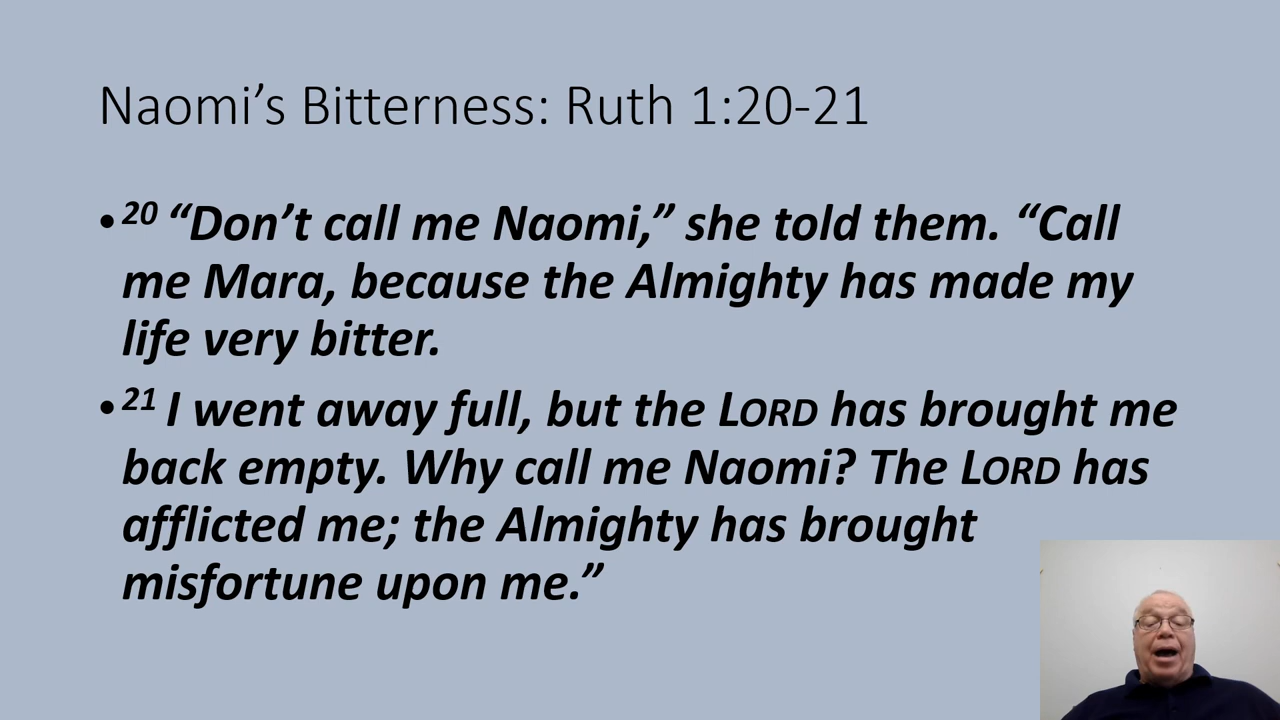 Naomi’s Bitterness: Ruth 1:20-21
• 20 “Don’t call me Naomi,” she told them. “Call
me Mara, because the Almighty has made my
life very bitter.
• 21 I went away full, but the LORD has brought me
back empty. Why call me Naomi? The LORD has
afflicted me; the Almighty has brought
misfortune upon me.”